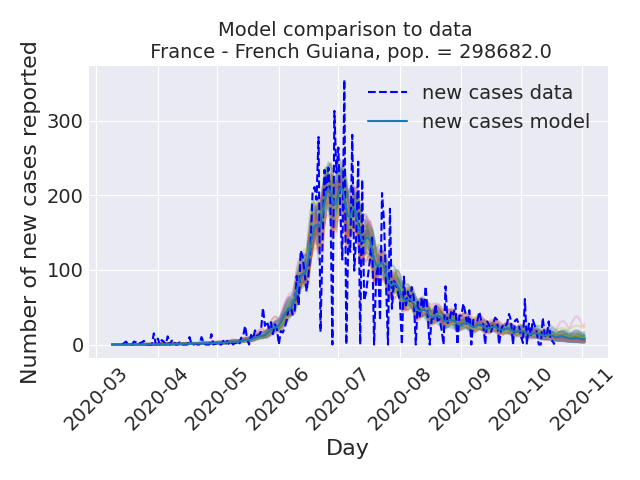 Model comparison to data
France - French Guiana, pop. = 298682.0
Number of new cases reported
300
200
100
0
new cases data
new cases model
2020-03
2020-04
2020-05
2020-06
2020-07
2020-08
2020-09
2020-10
2020-11
Day